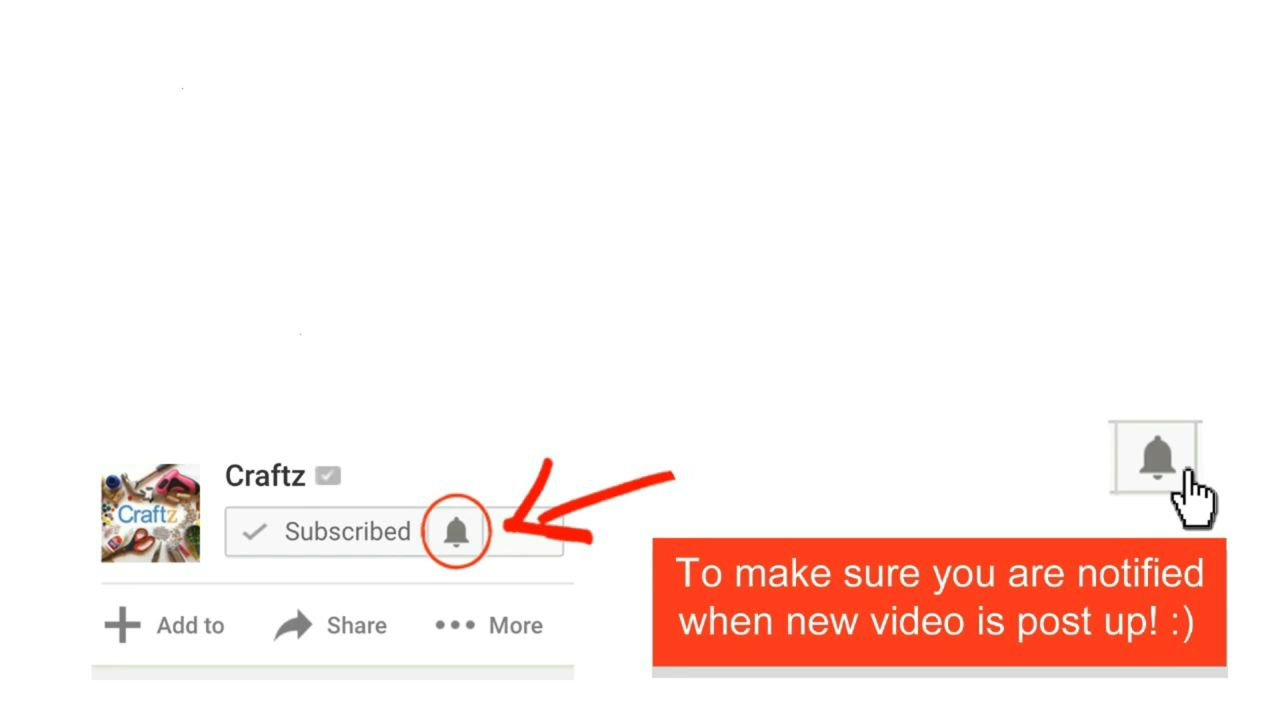 Craftz
Craftz
Subscribed
Add to
Share
More
To make sure you are notified
when new video is post up! :)